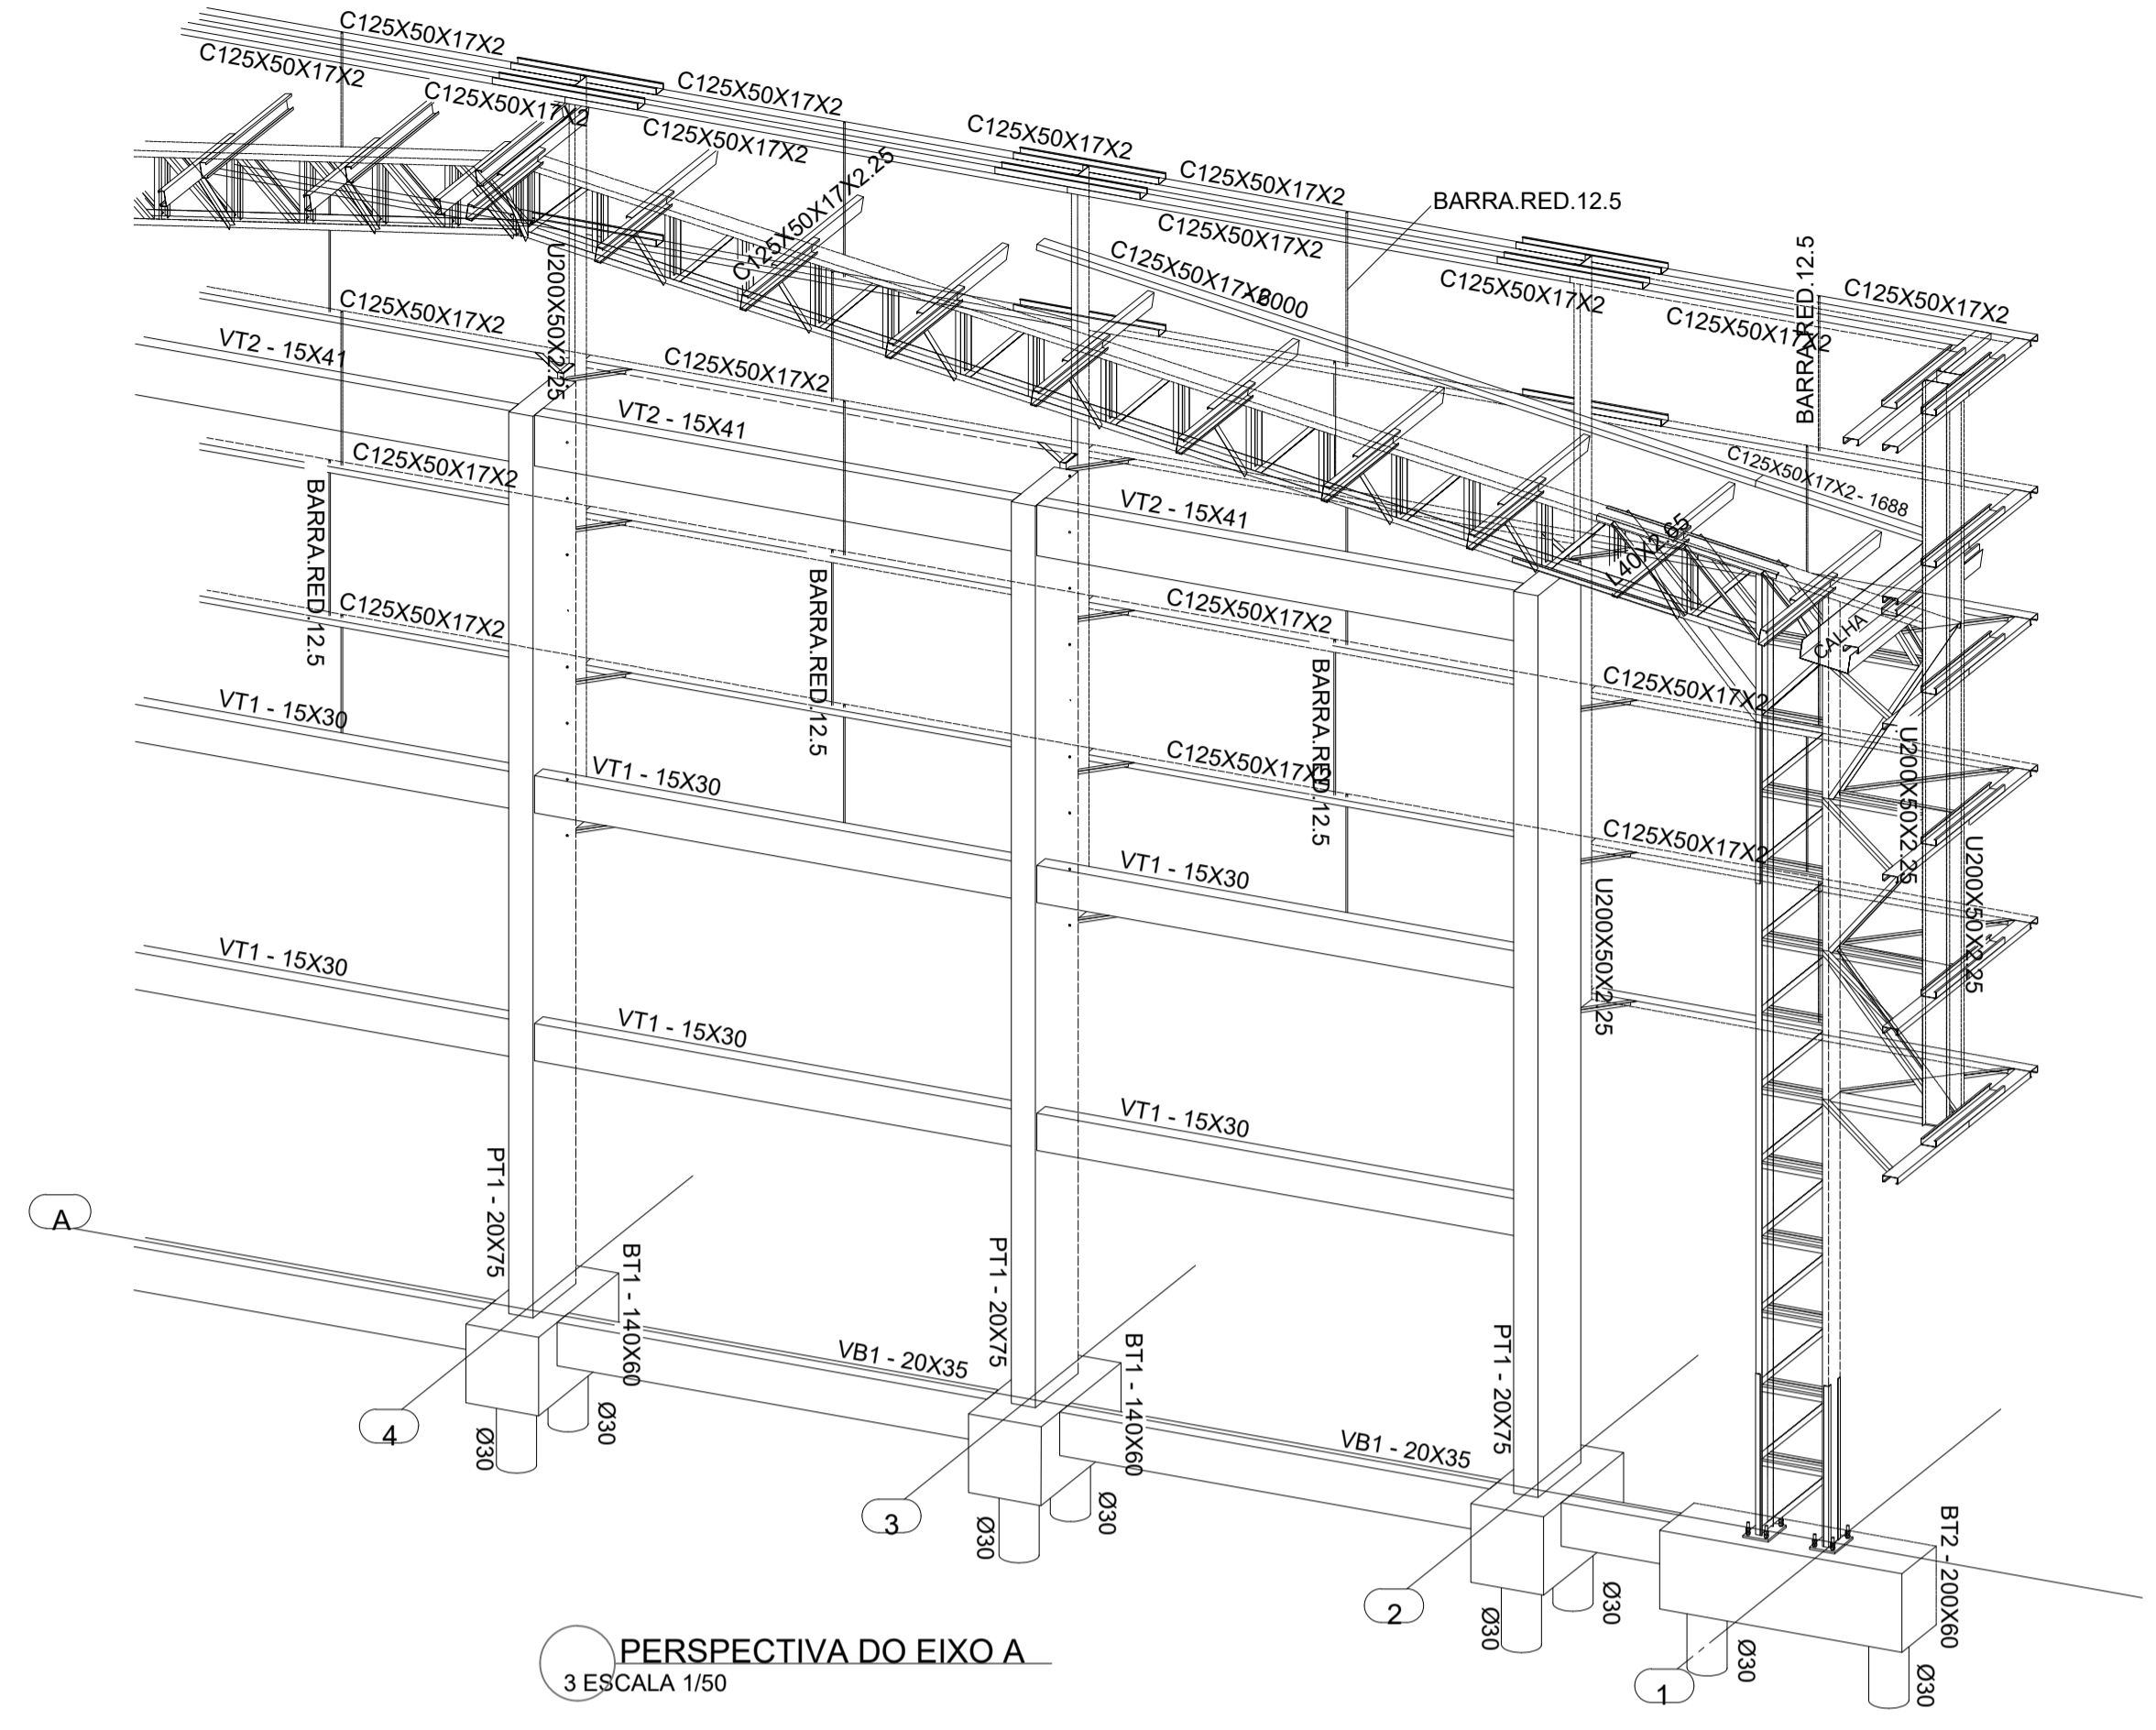 C125X50X17X2
C125X50X17X2
C125X50X17X2
C125X50X17X2
C125X50X17X2
C125X50X17X2
C125X50X17X2
C125X50X17X2.25
BARRA.RED.12.5
C125X50X17X2
C125X50X17X2 - 6000
C125X50X17X2
C125X50X17X2
C125X50X17X2
BARRA.RED.12.5
U200X50X2.25
C125X50X17X2
VT2 - 15X41
C125X50X17X2
VT2 - 15X41
C125X50X17X2
C125X50X17X2 - 1688
VT2 - 15X41
L40X2.65
BARRA.RED.12.5
BARRA.RED.12.5
C125X50X17X2
C125X50X17X2
CALHA
BARRA.RED.12.5
C125X50X17X2
VT1 - 15X30
VT1 - 15X30
C125X50X17X2
C125X50X17X2
U200X50X2.25
U200X50X2.25
VT1 - 15X30
U200X50X2.25
VT1 - 15X30
VT1 - 15X30
VT1 - 15X30
PT1 - 20X75
PT1 - 20X75
PT1 - 20X75
A
BT1 - 140X60
VB1 - 20X35
BT1 - 140X60
VB1 - 20X35
4
Ø30
Ø30
3
Ø30
Ø30
BT2 - 200X60
2
Ø30
Ø30
1
Ø30
Ø30
PERSPECTIVA DO EIXO A
3 ESCALA 1/50